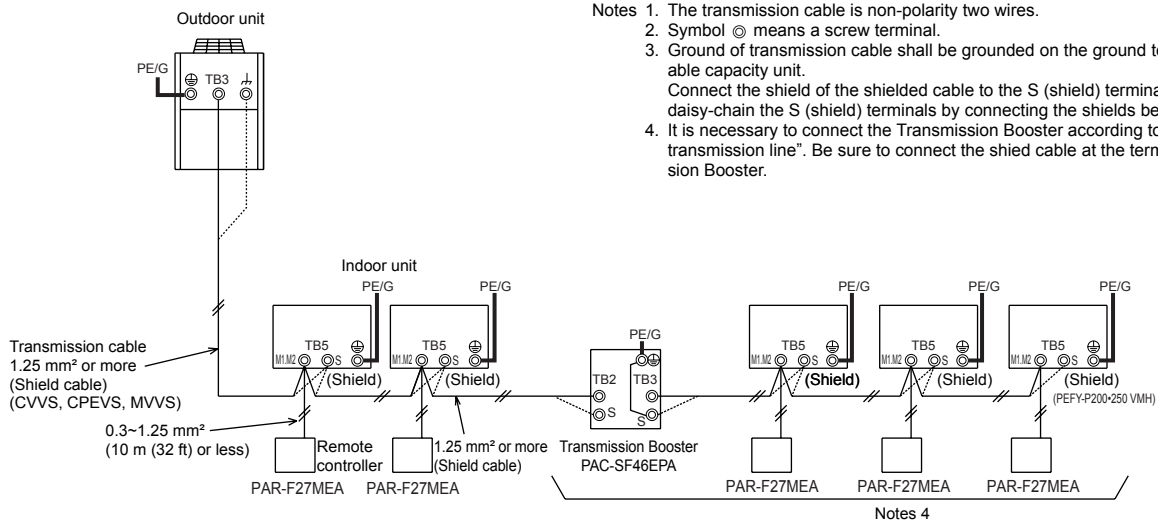 Outdoor unit
PE/G
TB3
Notes 1. The transmission cable is non-polarity two wires.
2. Symbol ◎ means a screw terminal.
3. Ground of transmission cable shall be grounded on the ground
able capacity unit.
Connect the shield of the shielded cable to the S (shield)
daisy-chain the S (shield) terminals by connecting the shields
4. It is necessary to connect the Transmission Booster according
transmission line”. Be sure to connect the shied cable at the
sion Booster.
Indoor unit
PE/G
PE/G
PE/G
PE/G
PE/G
PE/G
Transmission cable
1.25 mm² or more
(Shield cable)
(CVVS, CPEVS, MVVS)
M1.M2 TB5 S
(Shield)
M1.M2 TB5 S
(Shield)
TB2
TB3
S
S
M1.M2 TB5 S
(Shield)
M1.M2 TB5 S
(Shield)
M1.M2 TB5 S
(Shield)
(PEFY-P200•250 VMH)
0.3~1.25 mm²
(10 m (32 ft) or less)
Remote
controller
1.25 mm² or more
(Shield cable)
Transmission Booster
PAC-SF46EPA
PAR-F27MEA
PAR-F27MEA
PAR-F27MEA
PAR-F27MEA
PAR-F27MEA
Notes 4